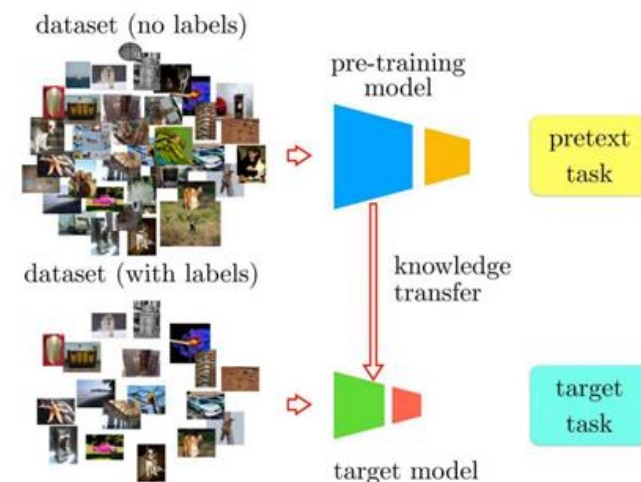 dataset (no labels)
pre-training
model
pretext
task
dataset (with labels)
knowledge
transfer
target
task
target model